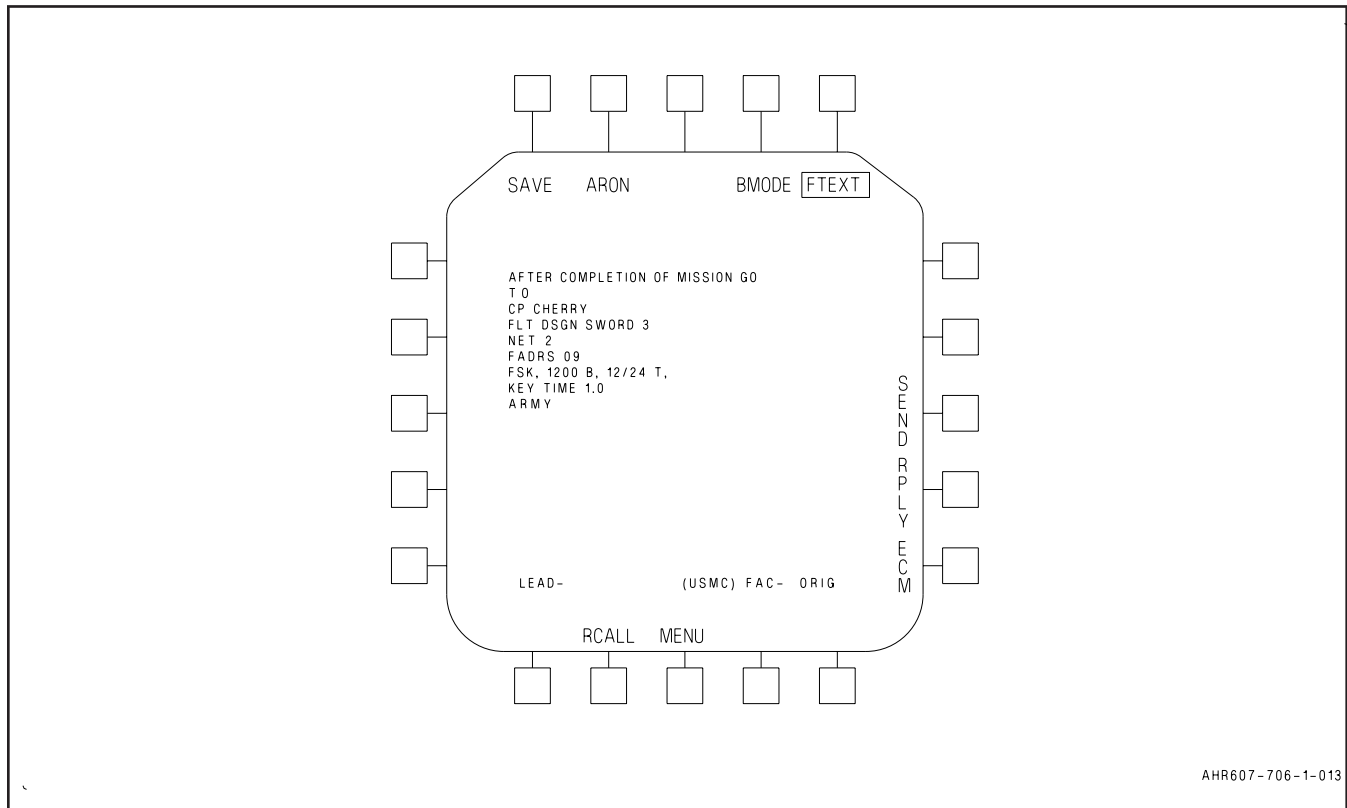 SAVE ARON BMODE FTEXT
AFTER COMPLETION OF MISSION GO
TO
CP CHERRY
FLT DSGN SWORD 3
NET 2
FADRS 09
FSK, 1200 B, 12/24 T,
KEY TIME 1.0
ARMY
SEND RPLY ECM
LEAD- (USMC) FAC- ORIG
RCALL MENU
AHR607-706-1-013